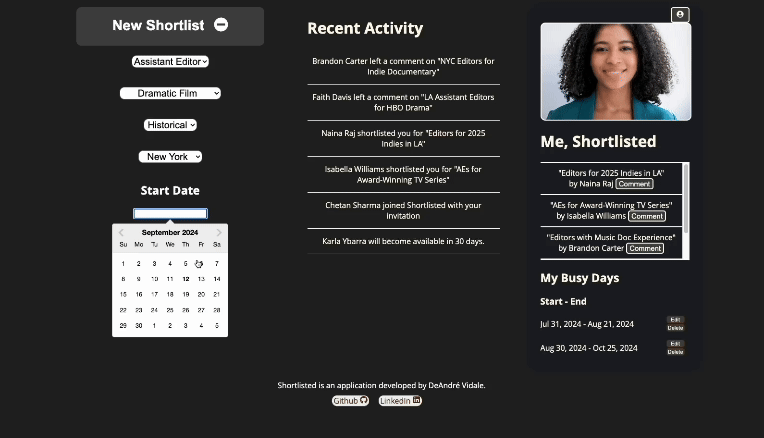 New Shortlist
Assistant Editor
Dramatic Film
Historical
New York
Start Date
September 2024
Su Mo Tu We Th Fr Sa
1 2 3 4 5 6 7
8 9 10 11 12 13 14
15 16 17 18 19 20 21
22 23 24 25 26 27 28
29 30 1 2 3 4 5
Recent Activity
Brandon Carter left a comment on "NYC Editors for
Indie Documentary"
Faith Davis left a comment on "LA Assistant Editors
for HBO Drama"
Naina Raj shortlisted you for "Editors for 2025
Indies in LA"
Isabella Williams shortlisted you for "AEs for
Award-Winning TV Series"
Chetan Sharma joined Shortlisted with your
invitation
Karla Ybarra will become available in 30 days.
Me, Shortlisted
"Editors for 2025 Indies in LA"
by Naina Raj Comment
"AEs for Award-Winning TV Series"
by Isabella Williams Comment
"Editors with Music Doc Experience"
by Brandon Carter Comment
My Busy Days
Start - End
Jul 31, 2024 - Aug 21, 2024
Edit
Delete
Aug 30, 2024 - Oct 25, 2024
Edit
Delete
Shortlisted is an application developed by DeAndré Vidale.
Github LinkedIn